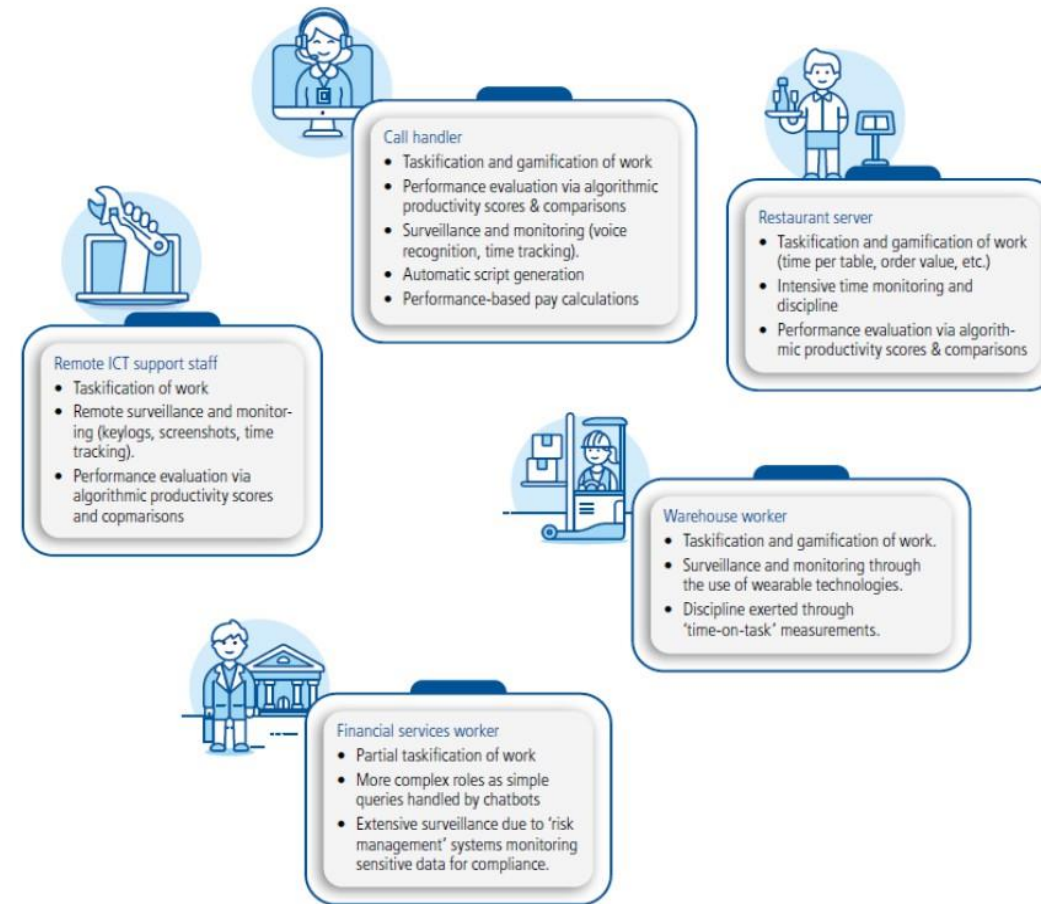 Call handler
• Taskification and gamification of work
• Performance evaluation via algorithmic
productivity scores & comparisons
• Surveillance and monitoring (voice
recognition, time tracking).
• Automatic script generation
• Performance-based pay calculations
Restaurant server
• Taskification and gamification of work
(time per table, order value, etc.)
• Intensive time monitoring and
discipline
• Performance evaluation via algorith-
mic productivity scores & comparisons
Remote ICT support staff
• Taskification of work
• Remote surveillance and monitor-
ing (keylogs, screenshots, time
tracking).
• Performance evaluation via
algorithmic productivity scores
and copmarisons
Warehouse worker
• Taskification and gamification of work.
• Surveillance and monitoring through
the use of wearable technologies.
• Discipline exerted through
‘time-on-task’ measurements.
Financial services worker
• Partial taskification of work
• More complex roles as simple
queries handled by chatbots
• Extensive surveillance due to ‘risk
management’ systems monitoring
sensitive data for compliance.